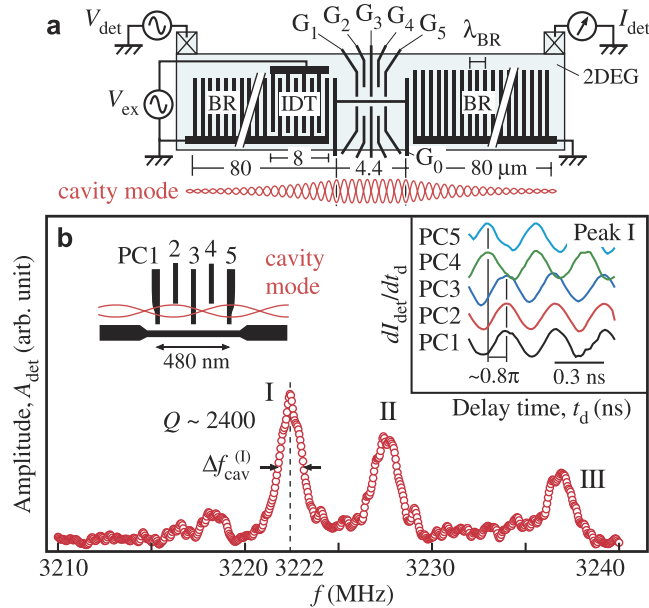 a
V_det
G_1 G_2 G_3 G_4 G_5
λ_BR
I_det
2DEG
V_ex
BR IDT BR
8
G_0
80 4.4 80 μm
cavity mode
b
PC1 2 3 4 5
cavity
mode
480 nm
Peak I
PC5
PC4
PC3
PC2
PC1
dI_det/dt_d
~0.8π
0.3 ns
Delay time, t_d (ns)
Amplitude, A_det (arb. unit)
I
Q ~ 2400
II
Δf_cav^(I)
III
3210 3220 3222 3230 3240
f (MHz)